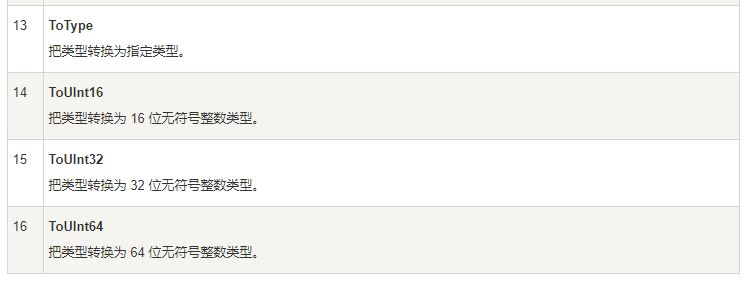 13 ToType
把类型转换为指定类型。
14 ToUInt16
把类型转换为 16 位无符号整数类型。
15 ToUInt32
把类型转换为 32 位无符号整数类型。
16 ToUInt64
把类型转换为 64 位无符号整数类型。